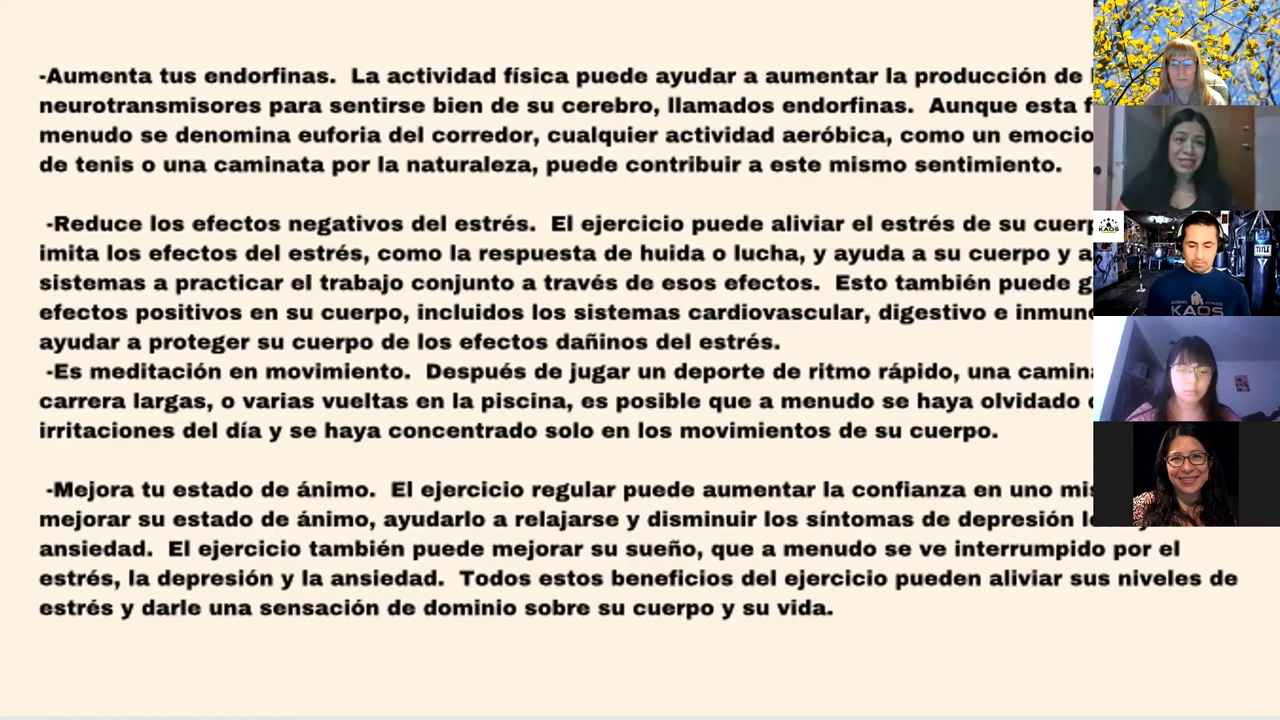 -Aumenta tus endorfinas. La actividad física puede ayudar a aumentar la producción de
neurotransmisores para sentirse bien de su cerebro, llamados endorfinas. Aunque esta
menudo se denomina euforia del corredor, cualquier actividad aeróbica, como un
de tenis o una caminata por la naturaleza, puede contribuir a este mismo sentimiento.
-Reduce los efectos negativos del estrés. El ejercicio puede aliviar el estrés de su
imita los efectos del estrés, como la respuesta de huida o lucha, y ayuda a su cuerpo y a
sistemas a practicar el trabajo conjunto a través de esos efectos. Esto también puede
efectos positivos en su cuerpo, incluidos los sistemas cardiovascular, digestivo e
ayudar a proteger su cuerpo de los efectos dañinos del estrés.
-Es meditación en movimiento. Después de jugar un deporte de ritmo rápido, una
carrera largas, o varias vueltas en la piscina, es posible que a menudo se haya olvidado
irritaciones del día y se haya concentrado solo en los movimientos de su cuerpo.
-Mejora tu estado de ánimo. El ejercicio regular puede aumentar la confianza en uno
mejorar su estado de ánimo, ayudarlo a relajarse y disminuir los síntomas de depresión
ansiedad. El ejercicio también puede mejorar su sueño, que a menudo se ve interrumpido por el
estrés, la depresión y la ansiedad. Todos estos beneficios del ejercicio pueden aliviar sus niveles de
estrés y darle una sensación de dominio sobre su cuerpo y su vida.
KAOS
TITLE
KAOS